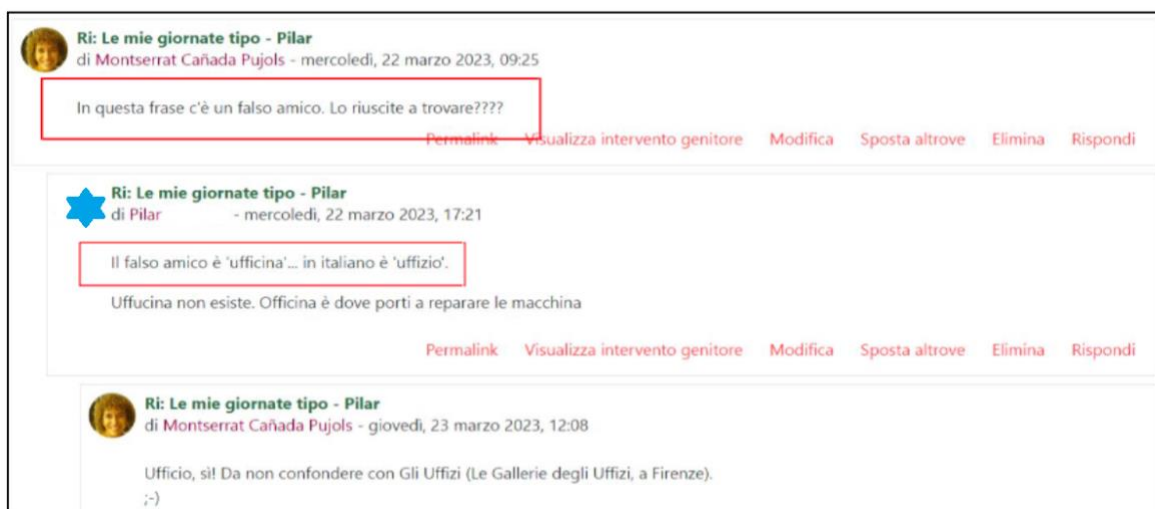 Ri: Le mie giornate tipo - Pilar
di Montserrat Cañada Pujols - mercoledì, 22 marzo 2023, 09:25
In questa frase c'è un falso amico. Lo riuscite a trovare????
Permalink Visualizza intervento genitore Modifica Sposta altrove Elimina Rispondi
Ri: Le mie giornate tipo - Pilar
di Pilar - mercoledì, 22 marzo 2023, 17:21
Il falso amico è 'ufficina'... in italiano è 'uffizio'.
Uffucina non esiste. Officina è dove porti a reparare le macchina
Permalink Visualizza intervento genitore Modifica Sposta altrove Elimina Rispondi
Ri: Le mie giornate tipo - Pilar
di Montserrat Cañada Pujols - giovedì, 23 marzo 2023, 12:08
Ufficio, sì! Da non confondere con Gli Uffizi (Le Gallerie degli Uffizi, a Firenze).
;-)